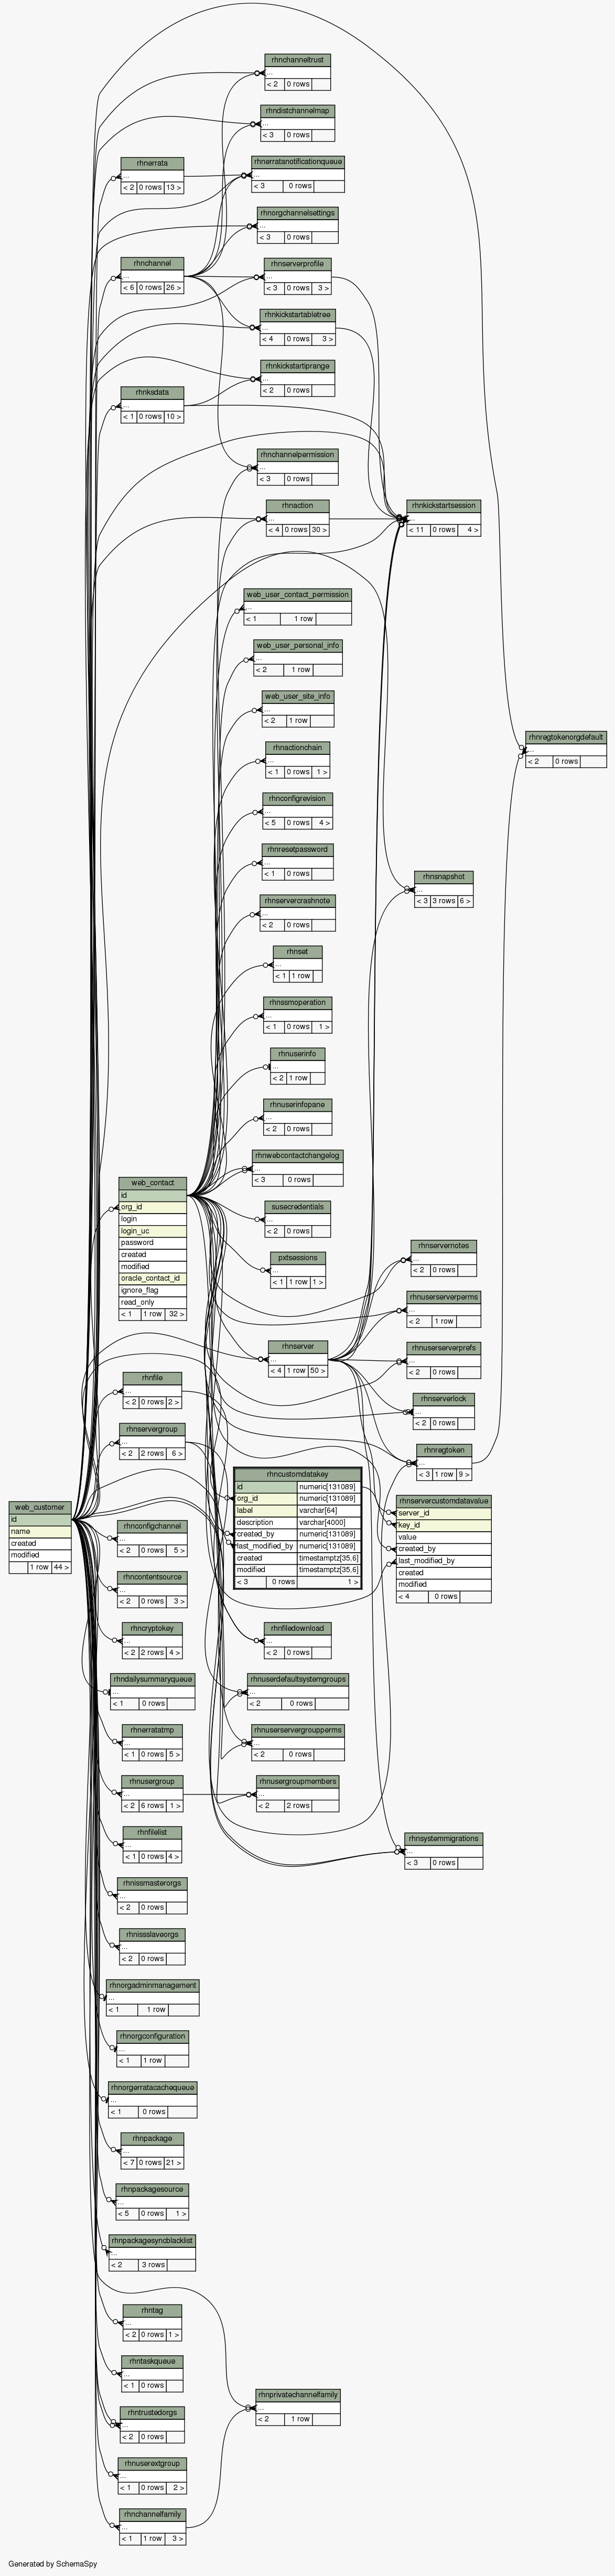 rhnchanneltrust
...
< 2 0 rows
rhndistchannelmap
...
< 3 0 rows
rhnerrata
...
< 2 0 rows 13 >
rhnerratanotificationqueue
...
< 3 0 rows
rhnorgchannelsettings
...
< 3 0 rows
rhnchannel
...
< 6 0 rows 26 >
rhnserverprofile
...
< 3 0 rows 3 >
rhnkickstartabletree
...
< 4 0 rows 3 >
rhnkickstartiprange
...
< 2 0 rows
rhnksdata
...
< 1 0 rows 10 >
rhnchannelpermission
...
< 3 0 rows
rhnaction
...
< 4 0 rows 30 >
rhnkickstartsession
...
< 11 0 rows 4 >
web_user_contact_permission
...
< 1 1 row
web_user_personal_info
...
< 2 1 row
web_user_site_info
...
< 2 1 row
rhnregtokenorgdefault
...
< 2 0 rows
rhnactionchain
...
< 1 0 rows 1 >
rhnconfigrevision
...
< 5 0 rows 4 >
rhnresetpassword
...
< 1 0 rows
rhnsnapshot
...
< 3 3 rows 6 >
rhnservercrashnote
...
< 2 0 rows
rhnset
...
< 1 1 row
rhnssmoperation
...
< 1 0 rows 1 >
rhnuserinfo
...
< 2 1 row
rhnuserinfopane
...
< 2 0 rows
rhnwebcontactchangelog
...
< 3 0 rows
web_contact
id
org_id
login
login_uc
password
created
modified
oracle_contact_id
ignore_flag
read_only
< 1 1 row 32 >
susecredentials
...
< 2 0 rows
pxtsessions
...
< 1 1 row 1 >
rhnservernotes
...
< 2 0 rows
rhnuserserverperms
...
< 2 1 row
rhnserver
...
< 4 1 row 50 >
rhnuserserverprefs
...
< 2 0 rows
rhnfile
...
< 2 0 rows 2 >
rhnserverlock
...
< 2 0 rows
rhnservergroup
...
< 2 2 rows 6 >
rhnregtoken
...
< 3 1 row 9 >
rhncustomdatakey
id numeric[131089]
org_id numeric[131089]
label varchar[64]
description varchar[4000]
created_by numeric[131089]
last_modified_by numeric[131089]
created timestamptz[35,6]
modified timestamptz[35,6]
< 3 0 rows 1 >
rhnservercustomdatavalue
server_id
key_id
value
created_by
last_modified_by
created
modified
< 4 0 rows
web_customer
id
name
created
modified
1 row 44 >
rhnconfigchannel
...
< 2 0 rows 5 >
rhncontentsource
...
< 2 0 rows 3 >
rhncryptokey
...
< 2 2 rows 4 >
rhnfiledownload
...
< 2 0 rows
rhndailysummaryqueue
...
< 1 0 rows
rhnuserdefaultsystemgroups
...
< 2 0 rows
rhnerratatmp
...
< 1 0 rows 5 >
rhnuserservergroupperms
...
< 2 0 rows
rhnusergroup
...
< 2 6 rows 1 >
rhnusergroupmembers
...
< 2 2 rows
rhnfilelist
...
< 1 0 rows 4 >
rhnsystemmigrations
...
< 3 0 rows
rhnissmasterorgs
...
< 2 0 rows
rhnissslaveorgs
...
< 2 0 rows
rhnorgadminmanagement
...
< 1 1 row
rhnorgconfiguration
...
< 1 1 row
rhnorgerratacachequeue
...
< 1 0 rows
rhnpackage
...
< 7 0 rows 21 >
rhnpackagesource
...
< 5 0 rows 1 >
rhnpackagesyncblacklist
...
< 2 3 rows
rhntag
...
< 2 0 rows 1 >
rhntaskqueue
...
< 1 0 rows
rhnprivatechannelfamily
...
< 2 1 row
rhntrustedorgs
...
< 2 0 rows
rhnuserextgroup
...
< 1 0 rows 2 >
rhnchannelfamily
...
< 1 1 row 3 >
Generated by SchemaSpy